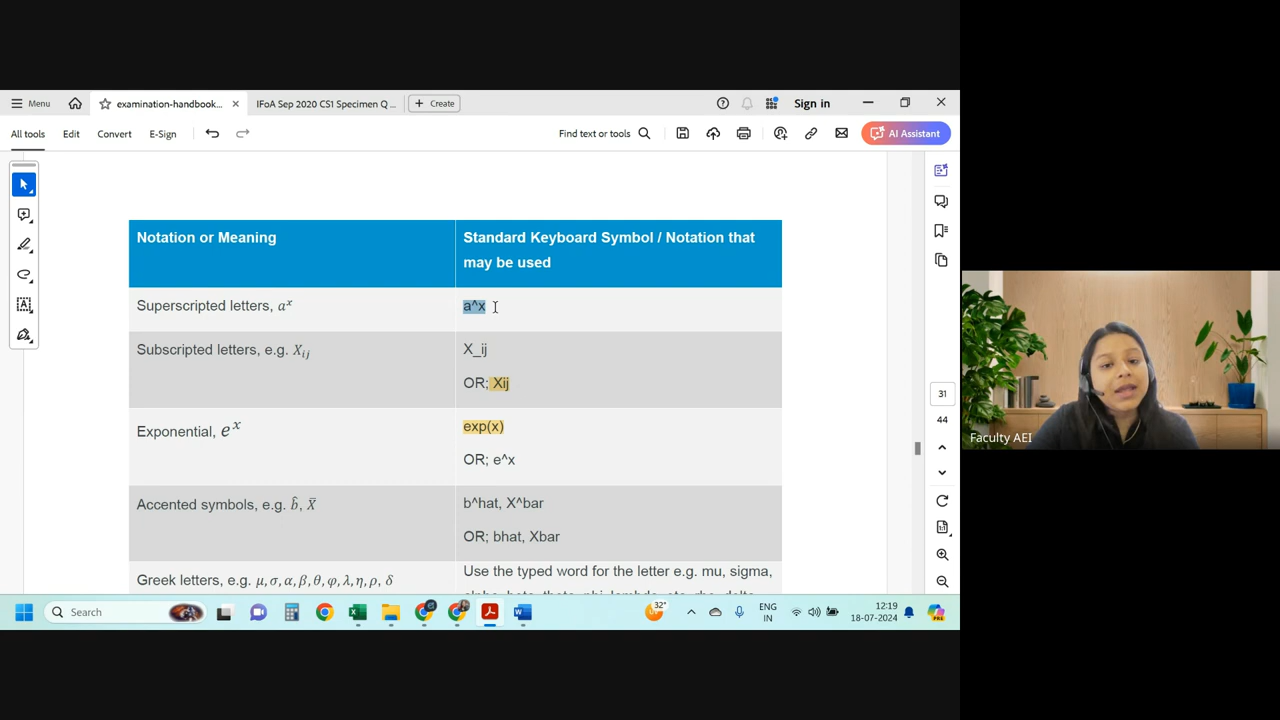 Menu
examination-handbook...
IFoA Sep 2020 CS1 Specimen Q ...
Create
Sign in
All tools
Edit
Convert
E-Sign
Find text or tools
AI Assistant
Notation or Meaning
Standard Keyboard Symbol / Notation that
may be used
Superscripted letters, aˣ
a^x
Subscripted letters, e.g. Xᵢⱼ
X_ij
OR; Xij
Exponential, eˣ
exp(x)
OR; e^x
Accented symbols, e.g. b̂, X̄
b^hat, X^bar
OR; bhat, Xbar
Greek letters, e.g. μ, σ, α, β, θ, φ, λ, η, ρ, δ
Use the typed word for the letter e.g. mu, sigma,
31
44
Faculty AEI
Search
32°
ENG
IN
12:19
18-07-2024